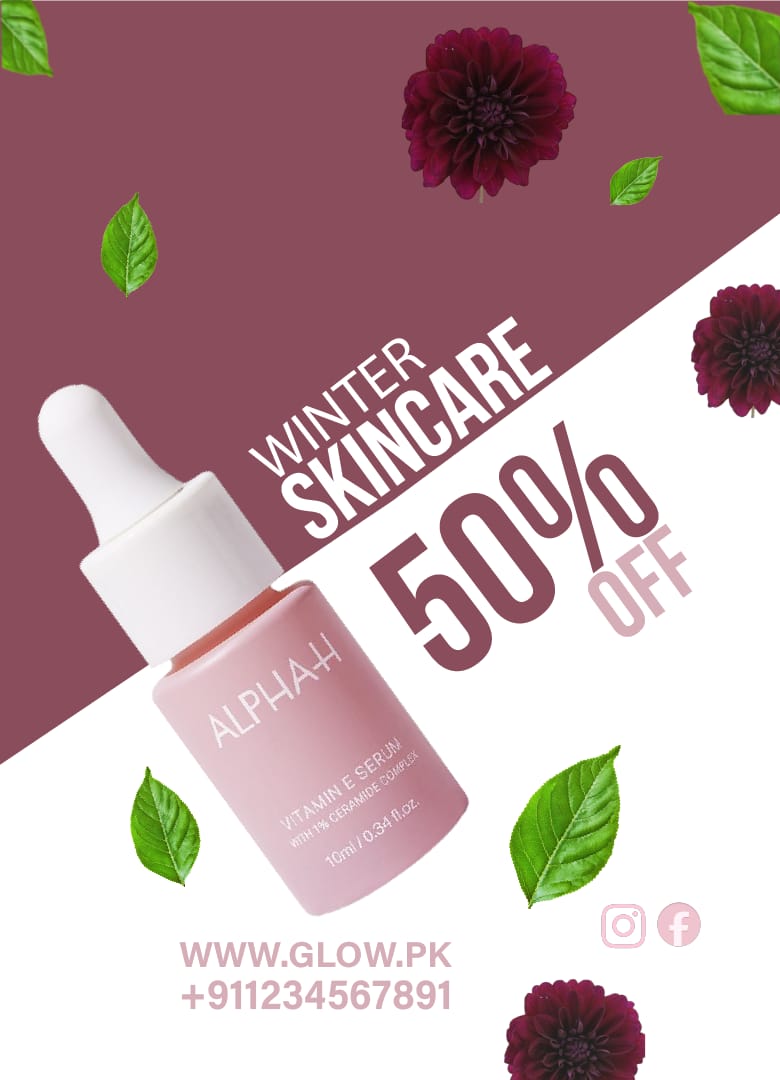 WINTER
SKINCARE
50%
OFF
ALPHA-H
VITAMIN E SERUM
WITH 1% CERAMIDE COMPLEX
10ml / 0.34 fl.oz.
WWW.GLOW.PK
+911234567891